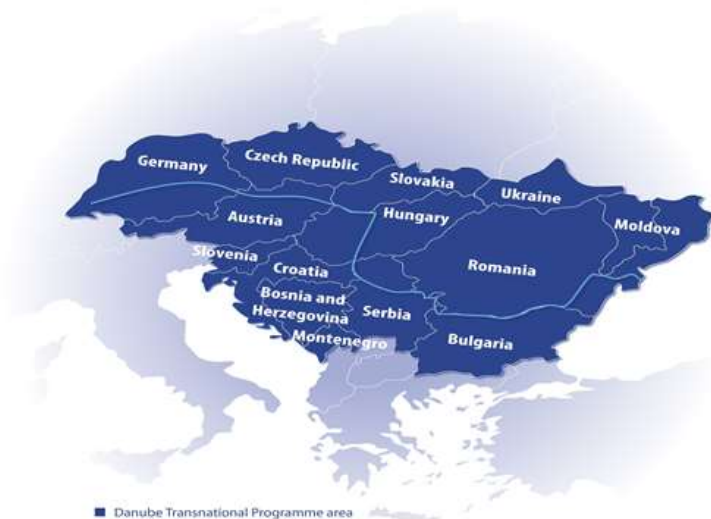 Germany
Czech Republic
Slovakia
Ukraine
Austria
Hungary
Moldova
Slovenia
Croatia
Romania
Bosnia and
Herzegovina
Serbia
Montenegro
Bulgaria
Danube Transnational Programme area